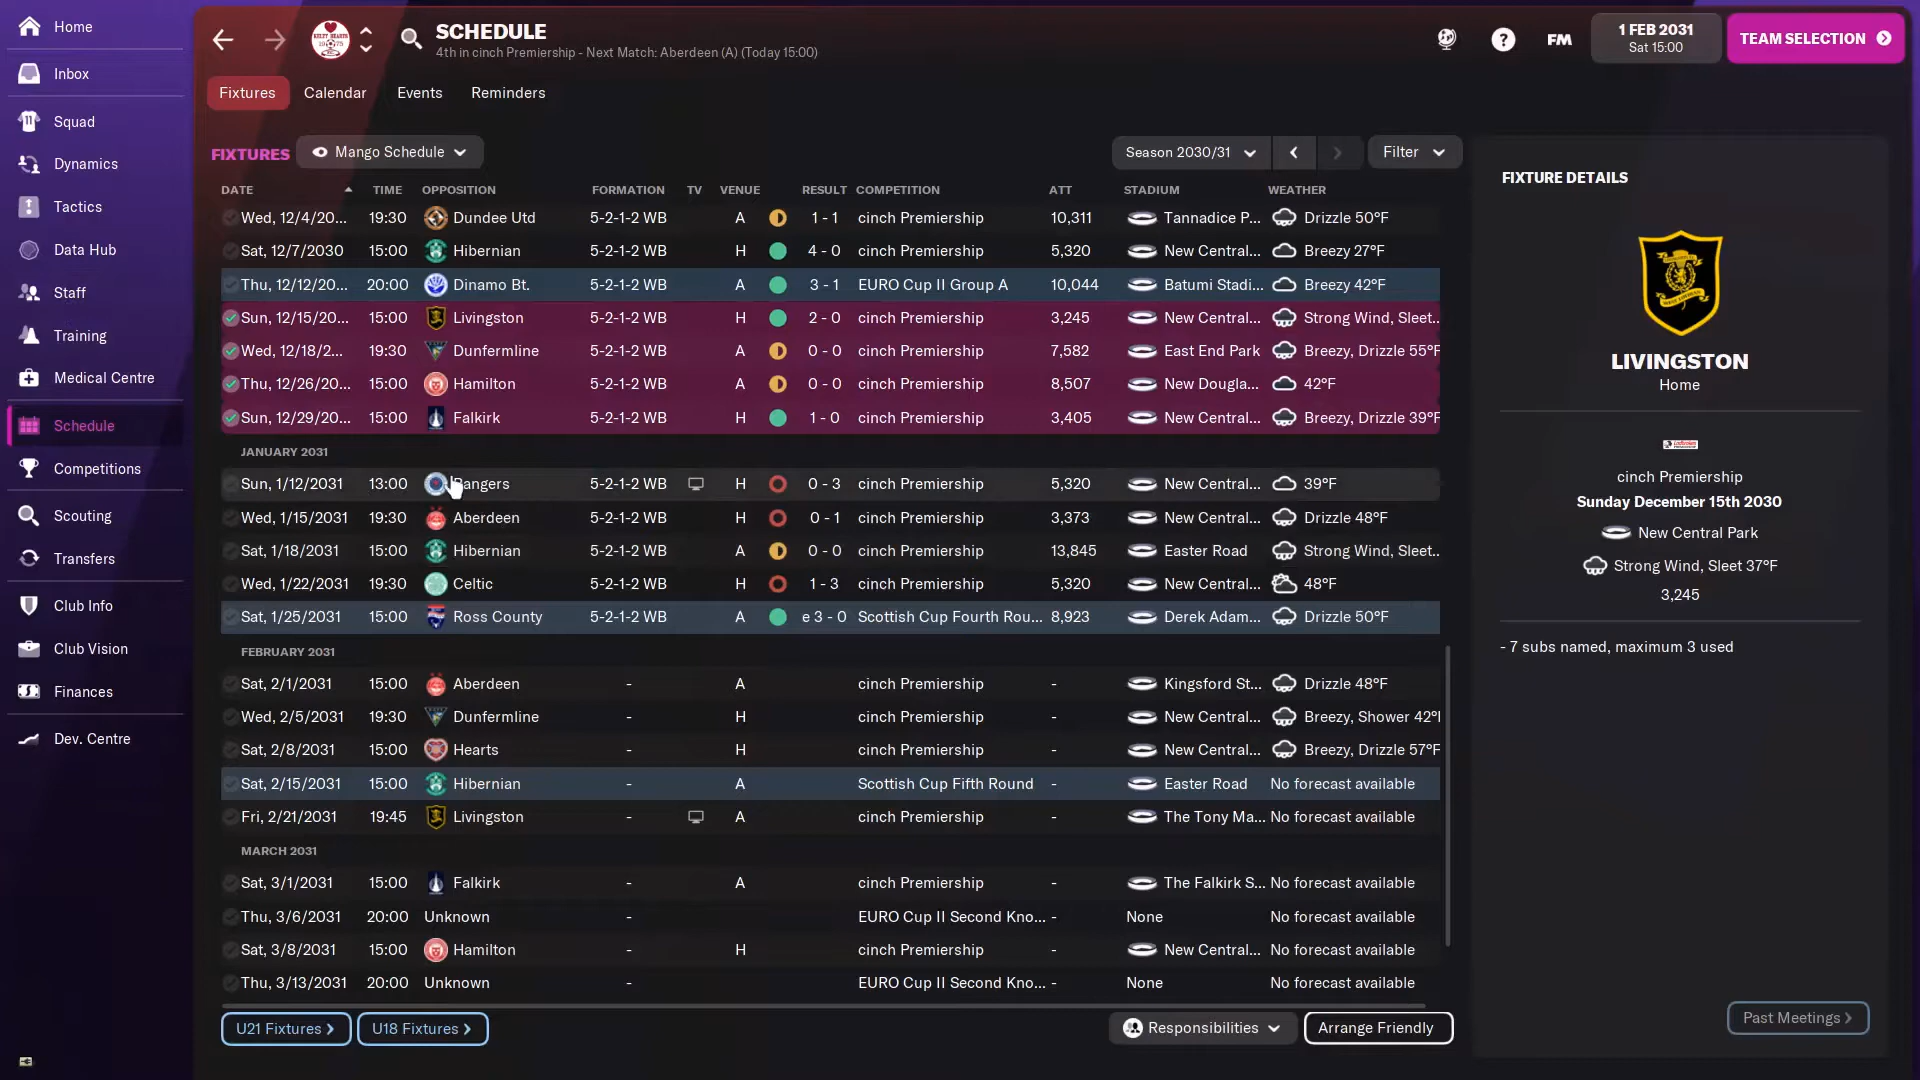 Home
Inbox
Squad
Dynamics
Tactics
Data Hub
Staff
Training
Medical Centre
Schedule
Competitions
Scouting
Transfers
Club Info
Club Vision
Finances
Dev. Centre
SCHEDULE
4th in cinch Premiership - Next Match: Aberdeen (A) (Today 15:00)
? FM
1 FEB 2031
Sat 15:00
TEAM SELECTION
Fixtures Calendar Events Reminders
FIXTURES Mango Schedule Season 2030/31 Filter
DATE TIME OPPOSITION FORMATION TV VENUE RESULT COMPETITION ATT STADIUM WEATHER
Wed, 12/4/20... 19:30 Dundee Utd 5-2-1-2 WB A 1 - 1 cinch Premiership 10,311 Tannadice P... Drizzle 50°F
Sat, 12/7/2030 15:00 Hibernian 5-2-1-2 WB H 4 - 0 cinch Premiership 5,320 New Central... Breezy 27°F
Thu, 12/12/20... 20:00 Dinamo Bt. 5-2-1-2 WB A 3 - 1 EURO Cup II Group A 10,044 Batumi Stadi... Breezy 42°F
Sun, 12/15/20... 15:00 Livingston 5-2-1-2 WB H 2 - 0 cinch Premiership 3,245 New Central... Strong Wind, Sleet..
Wed, 12/18/2... 19:30 Dunfermline 5-2-1-2 WB A 0 - 0 cinch Premiership 7,582 East End Park Breezy, Drizzle 55°F
Thu, 12/26/20... 15:00 Hamilton 5-2-1-2 WB A 0 - 0 cinch Premiership 8,507 New Dougla... 42°F
Sun, 12/29/20... 15:00 Falkirk 5-2-1-2 WB H 1 - 0 cinch Premiership 3,405 New Central... Breezy, Drizzle 39°F
JANUARY 2031
Sun, 1/12/2031 13:00 Rangers 5-2-1-2 WB H 0 - 3 cinch Premiership 5,320 New Central... 39°F
Wed, 1/15/2031 19:30 Aberdeen 5-2-1-2 WB H 0 - 1 cinch Premiership 3,373 New Central... Drizzle 48°F
Sat, 1/18/2031 15:00 Hibernian 5-2-1-2 WB A 0 - 0 cinch Premiership 13,845 Easter Road Strong Wind, Sleet..
Wed, 1/22/2031 19:30 Celtic 5-2-1-2 WB H 1 - 3 cinch Premiership 5,320 New Central... 48°F
Sat, 1/25/2031 15:00 Ross County 5-2-1-2 WB A e 3 - 0 Scottish Cup Fourth Rou... 8,923 Derek Adam... Drizzle 50°F
FEBRUARY 2031
Sat, 2/1/2031 15:00 Aberdeen - A cinch Premiership - Kingsford St... Drizzle 48°F
Wed, 2/5/2031 19:30 Dunfermline - H cinch Premiership - New Central... Breezy, Shower 42°F
Sat, 2/8/2031 15:00 Hearts - H cinch Premiership - New Central... Breezy, Drizzle 57°F
Sat, 2/15/2031 15:00 Hibernian - A Scottish Cup Fifth Round - Easter Road No forecast available
Fri, 2/21/2031 19:45 Livingston - A cinch Premiership - The Tony Ma... No forecast available
MARCH 2031
Sat, 3/1/2031 15:00 Falkirk - A cinch Premiership - The Falkirk S... No forecast available
Thu, 3/6/2031 20:00 Unknown - EURO Cup II Second Kno... - None No forecast available
Sat, 3/8/2031 15:00 Hamilton - H cinch Premiership - New Central... No forecast available
Thu, 3/13/2031 20:00 Unknown - EURO Cup II Second Kno... - None No forecast available
U21 Fixtures U18 Fixtures Responsibilities Arrange Friendly
FIXTURE DETAILS
LIVINGSTON
Home
cinch Premiership
Sunday December 15th 2030
New Central Park
Strong Wind, Sleet 37°F
3,245
- 7 subs named, maximum 3 used
Past Meetings